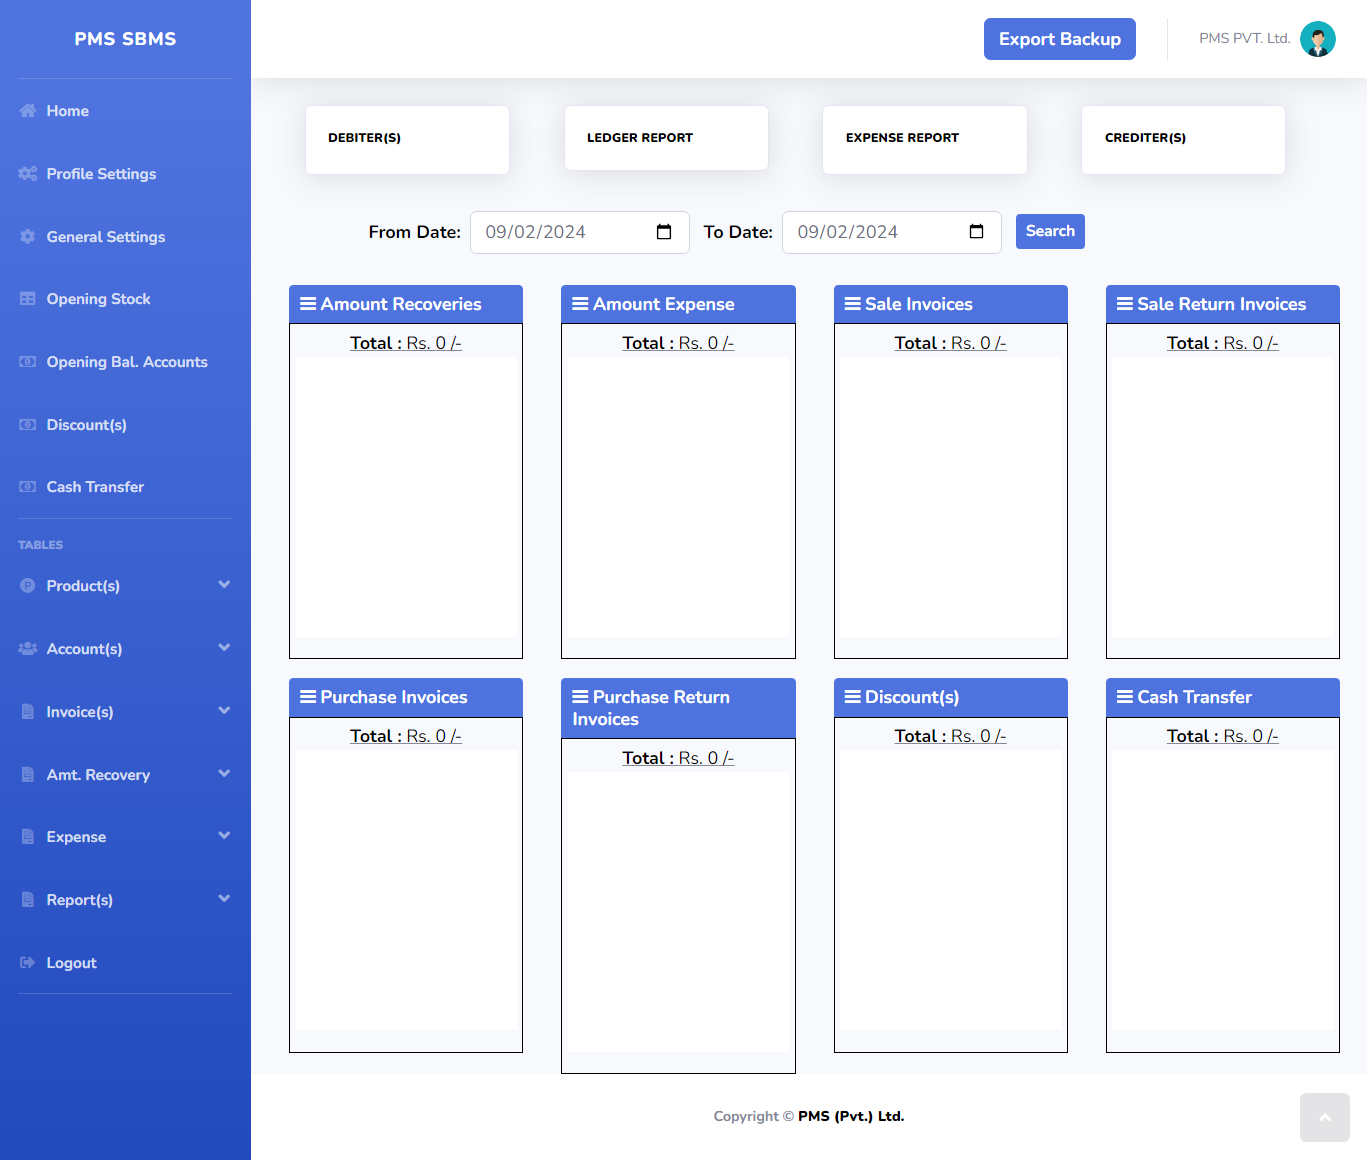 PMS SBMS
Export Backup
PMS PVT. Ltd.
Home
Profile Settings
General Settings
Opening Stock
Opening Bal. Accounts
Discount(s)
Cash Transfer
TABLES
Product(s)
Account(s)
Invoice(s)
Amt. Recovery
Expense
Report(s)
Logout
DEBITER(S)
LEDGER REPORT
EXPENSE REPORT
CREDITER(S)
From Date: 09/02/2024 To Date: 09/02/2024 Search
Amount Recoveries
Total : Rs. 0 /-
Amount Expense
Total : Rs. 0 /-
Sale Invoices
Total : Rs. 0 /-
Sale Return Invoices
Total : Rs. 0 /-
Purchase Invoices
Total : Rs. 0 /-
Purchase Return
Invoices
Total : Rs. 0 /-
Discount(s)
Total : Rs. 0 /-
Cash Transfer
Total : Rs. 0 /-
Copyright © PMS (Pvt.) Ltd.